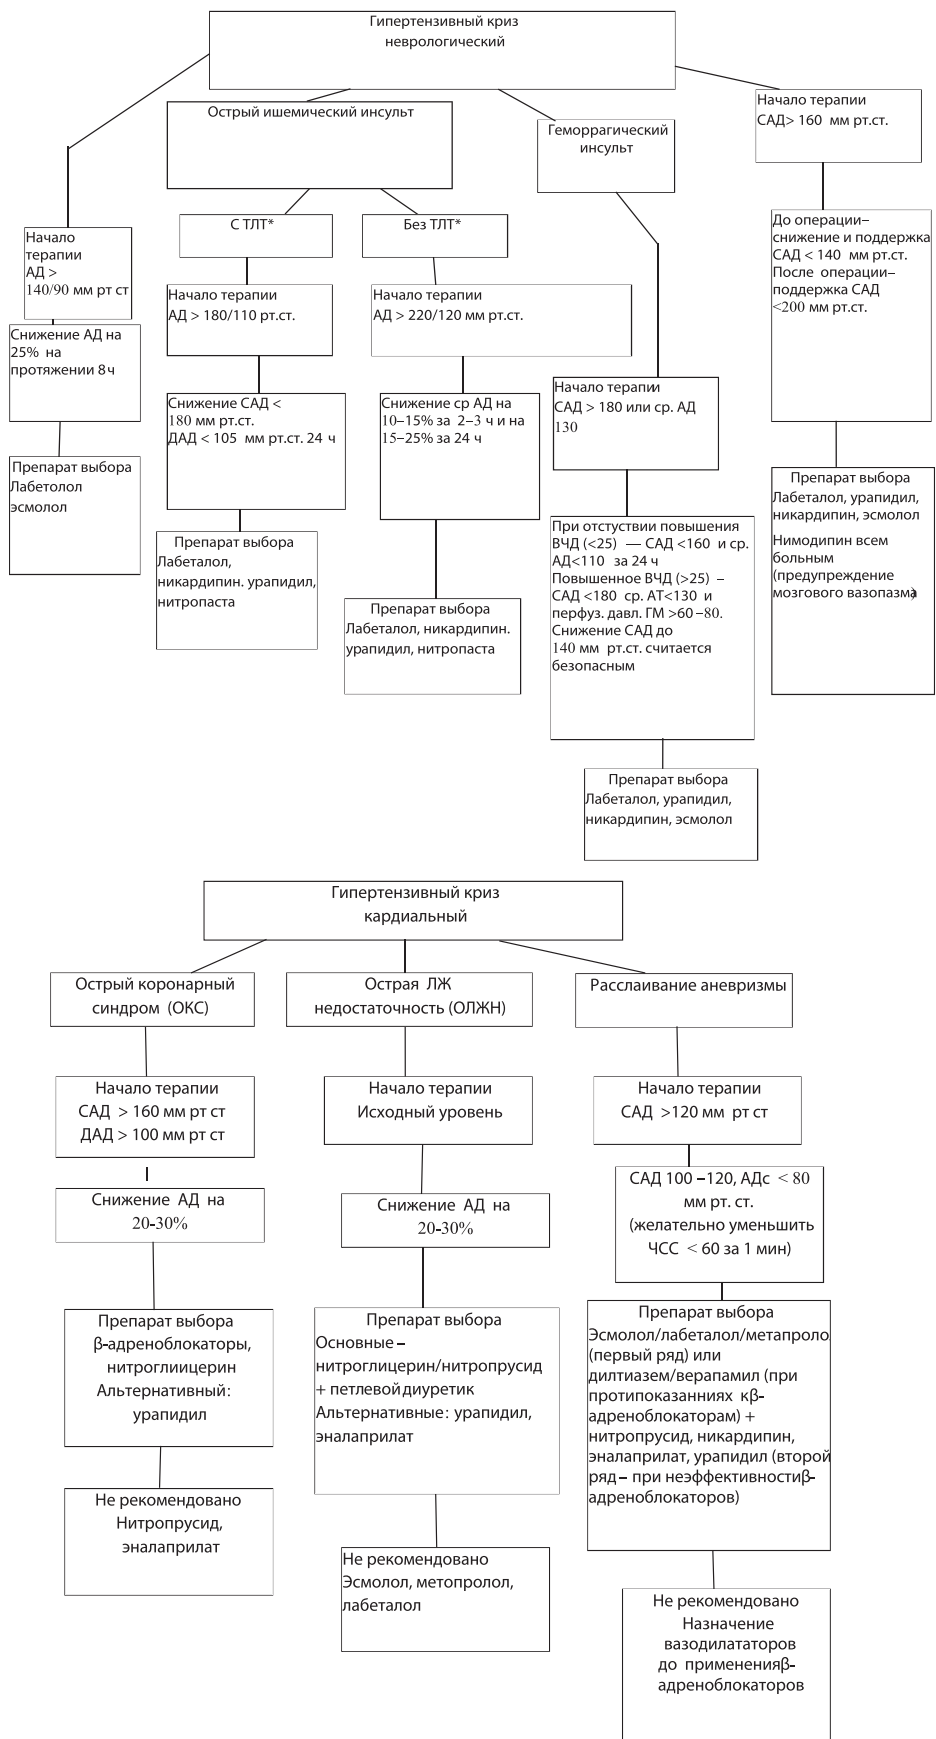 Гипертензивный криз
неврологический
Острый ишемический инсульт
Геморрагический
инсульт
Начало терапии
САД> 160 мм рт.ст.
Начало
терапии
АД >
140/90 мм рт ст
Снижение АД на
25% на
протяжении 8 ч
Препарат выбора
Лабетолол
эсмолол
С ТЛТ*
Начало терапии
АД > 180/110 рт.ст.
Снижение САД <
180 мм рт.ст.
ДАД < 105 мм рт.ст. 24 ч
Препарат выбора
Лабеталол,
никардипин. урапидил,
нитропаста
Без ТЛТ*
Начало терапии
АД > 220/120 мм рт.ст.
Снижение ср АД на
10–15% за 2–3 ч и на
15–25% за 24 ч
Препарат выбора
Лабеталол, никардипин.
урапидил, нитропаста
Начало терапии
САД > 180 или ср. АД
130
При отстуствии повышения
ВЧД (<25) — САД <160 и ср.
АД<110 за 24 ч
Повышенное ВЧД (>25) –
САД <180 ср. АТ<130 и
перфуз. давл. ГМ >60–80.
Снижение САД до
140 мм рт.ст. считается
безопасным
Препарат выбора
Лабеталол, урапидил,
никардипин, эсмолол
До операции–
снижение и поддержка
САД < 140 мм рт.ст.
После операции–
поддержка САД
<200 мм рт.ст.
Препарат выбора
Лабеталол, урапидил,
никардипин, эсмолол
Нимодипин всем
больным
(предупреждение
мозгового вазопазма)
Гипертензивный криз
кардиальный
Острый коронарный
синдром (ОКС)
Начало терапии
САД > 160 мм рт ст
ДАД > 100 мм рт ст
Снижение АД на
20-30%
Препарат выбора
β-адреноблокаторы,
нитроглиицерин
Альтернативный:
урапидил
Не рекомендовано
Нитропрусид,
эналаприлат
Острая ЛЖ
недостаточность (ОЛЖН)
Начало терапии
Исходный уровень
Снижение АД на
20-30%
Препарат выбора
Основные –
нитроглицерин/нитропрусид
+ петлевой диуретик
Альтернативные: урапидил,
эналаприлат
Не рекомендовано
Эсмолол, метопролол,
лабеталол
Расслаивание аневризмы
Начало терапии
САД >120 мм рт ст
САД 100 –120, АДс < 80
мм рт. ст.
(желательно уменьшить
ЧСС < 60 за 1 мин)
Препарат выбора
Эсмолол/лабеталол/метапроло
(первый ряд) или
дилтиазем/верапамил (при
протипоказанниях кβ-
адреноблокаторам) +
нитропрусид, никардипин,
эналаприлат, урапидил (второй
ряд – при неэффективностиβ-
адреноблокаторов)
Не рекомендовано
Назначение
вазодилататоров
до примененияβ-
адреноблокаторов